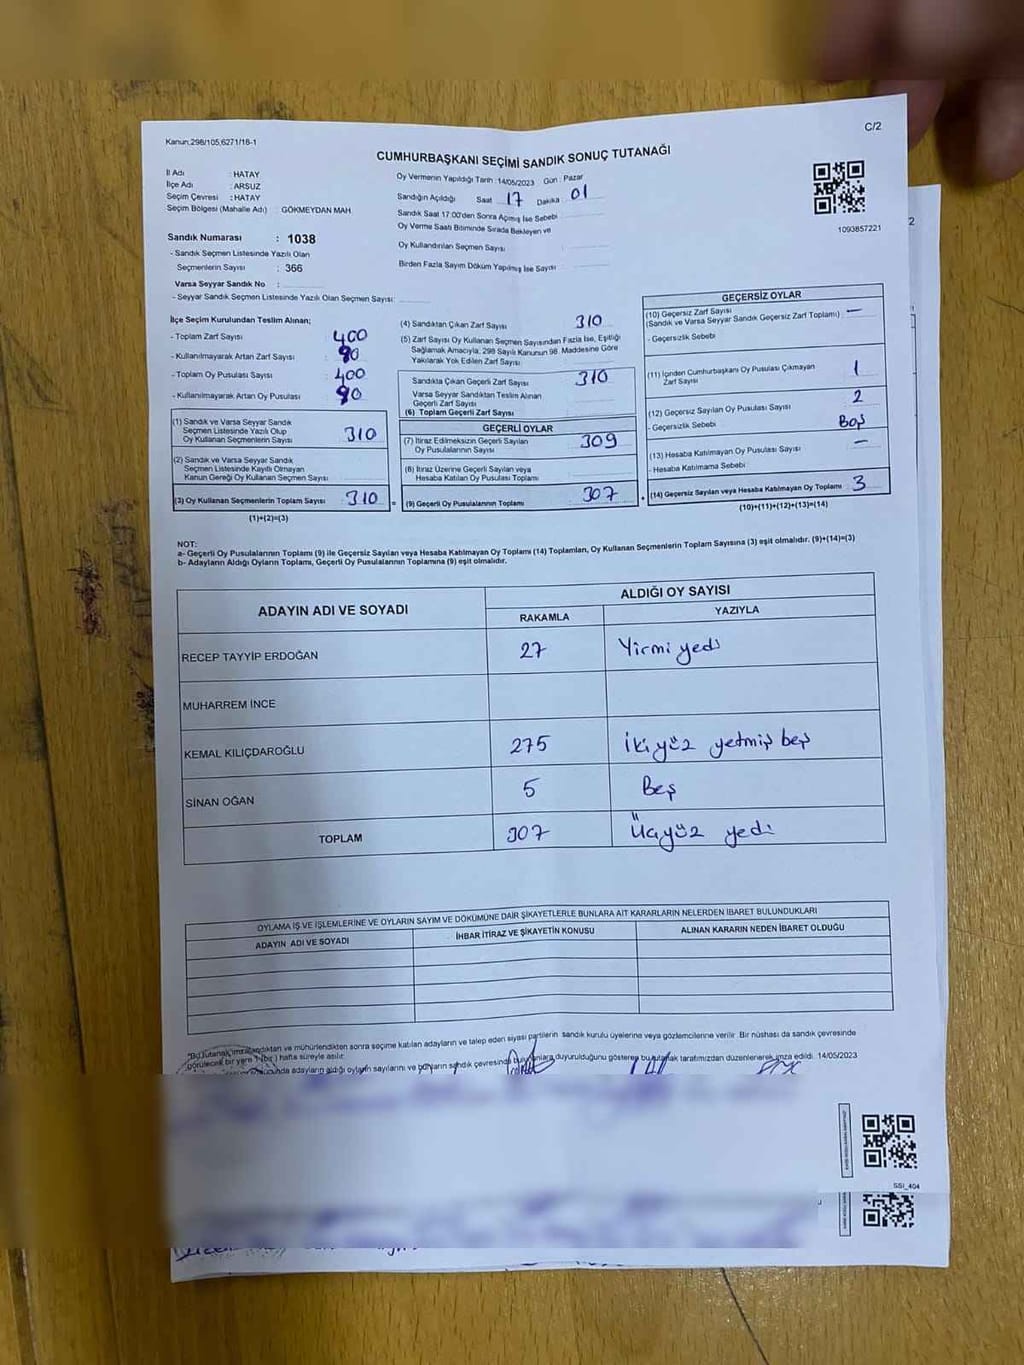 C/2
Kanun;298/105;6271/18-1
CUMHURBAŞKANI SEÇİMİ SANDIK SONUÇ TUTANAĞI
İl Adı : HATAY
İlçe Adı : ARSUZ
Seçim Çevresi : HATAY
Seçim Bölgesi (Mahalle Adı) : GÖKMEYDAN MAH.
Sandık Numarası : 1038
- Sandık Seçmen Listesinde Yazılı Olan
Seçmenlerin Sayısı : 366
Varsa Seyyar Sandık No :
- Seyyar Sandık Seçmen Listesinde Yazılı Olan Seçmen Sayısı:
Oy Vermenin Yapıldığı Tarih : 14/05/2023 Gün : Pazar
Sandığın Açıldığı Saat 17 Dakika 01
Sandık Saat 17:00'den Sonra Açmış İse Sebebi
Oy Verme Saati Bitiminde Sırada Bekleyen ve
Oy Kullandırılan Seçmen Sayısı :
Birden Fazla Sayım Döküm Yapılmış İse Sayısı
1093857221
2
İlçe Seçim Kurulundan Teslim Alınan;
- Toplam Zarf Sayısı 400
- Kullanılmayarak Artan Zarf Sayısı : 90
- Toplam Oy Pusulası Sayısı : 400
- Kullanılmayarak Artan Oy Pusulası 90
(1) Sandık ve Varsa Seyyar Sandık
Seçmen Listesinde Yazılı Olup
Oy Kullanan Seçmenlerin Sayısı 310
(2) Sandık ve Varsa Seyyar Sandık
Seçmen Listesinde Kayıtlı Olmayan
Kanun Gereği Oy Kullanan Seçmen Sayısı
(3) Oy Kullanan Seçmenlerin Toplam Sayısı 310 =
(1)+(2)=(3)
(4) Sandıktan Çıkan Zarf Sayısı 310
(5) Zarf Sayısı Oy Kullanan Seçmen Sayısından Fazla İse, Eşitliği
Sağlamak Amacıyla, 298 Sayılı Kanunun 98. Maddesine Göre
Yakılarak Yok Edilen Zarf Sayısı
Sandıkta Çıkan Geçerli Zarf Sayısı 310
Varsa Seyyar Sandıktan Teslim Alınan
Geçerli Zarf Sayısı
(6) Toplam Geçerli Zarf Sayısı
GEÇERLİ OYLAR
(7) İtiraz Edilmeksizin Geçerli Sayılan
Oy Pusulalarının Sayısı 309
(8) İtiraz Üzerine Geçerli Sayılan veya
Hesaba Katılan Oy Pusulası Toplamı
(9) Geçerli Oy Pusulalarının Toplamı 307
GEÇERSİZ OYLAR
(10) Geçersiz Zarf Sayısı
(Sandık ve Varsa Seyyar Sandık Geçersiz Zarf Toplamı) : —
- Geçersizlik Sebebi
(11) İçinden Cumhurbaşkanı Oy Pusulası Çıkmayan
Zarf Sayısı 1
(12) Geçersiz Sayılan Oy Pusulası Sayısı 2
- Geçersizlik Sebebi Boş
(13) Hesaba Katılmayan Oy Pusulası Sayısı —
- Hesaba Katılmama Sebebi
(14) Geçersiz Sayılan veya Hesaba Katılmayan Oy Toplamı 3
(10)+(11)+(12)+(13)=(14)
NOT:
a- Geçerli Oy Pusulalarının Toplamı (9) ile Geçersiz Sayılan veya Hesaba Katılmayan Oy Toplamı (14) Toplamları, Oy Kullanan Seçmenlerin Toplam Sayısına (3) eşit olmalıdır. (9)+(14)=(3)
b- Adayların Aldığı Oyların Toplamı, Geçerli Oy Pusulalarının Toplamına (9) eşit olmalıdır.
ADAYIN ADI VE SOYADI ALDIĞI OY SAYISI
RAKAMLA YAZIYLA
RECEP TAYYİP ERDOĞAN 27 Yirmi yedi
MUHARREM İNCE
KEMAL KILIÇDAROĞLU 275 İkiyüz yetmiş beş
SİNAN OĞAN 5 Beş
TOPLAM 307 Üçyüz yedi
OYLAMA İŞ VE İŞLEMLERİNE VE OYLARIN SAYIM VE DÖKÜMÜNE DAİR ŞİKAYETLERLE BUNLARA AİT KARARLARIN NELERDEN İBARET BULUNDUKLARI
ADAYIN ADI VE SOYADI İHBAR İTİRAZ VE ŞİKAYETİN KONUSU ALINAN KARARIN NEDEN İBARET OLDUĞU
"Bu tutanak, imzalandıktan ve mühürlendikten sonra seçime katılan adayların ve talep eden siyasi partilerin sandık kurulu üyelerine veya gözlemcilerine verilir. Bir nüshası da sandık çevresinde
görülecek bir yere 1 (bir) hafta süreyle asılır.
adayların aldığı oyların sayılarını ve bunların sandık çevresinde duyurulduğunu gösteren bu tutanak tarafımızdan düzenlenerek imza edildi. 14/05/2023
SSI_404